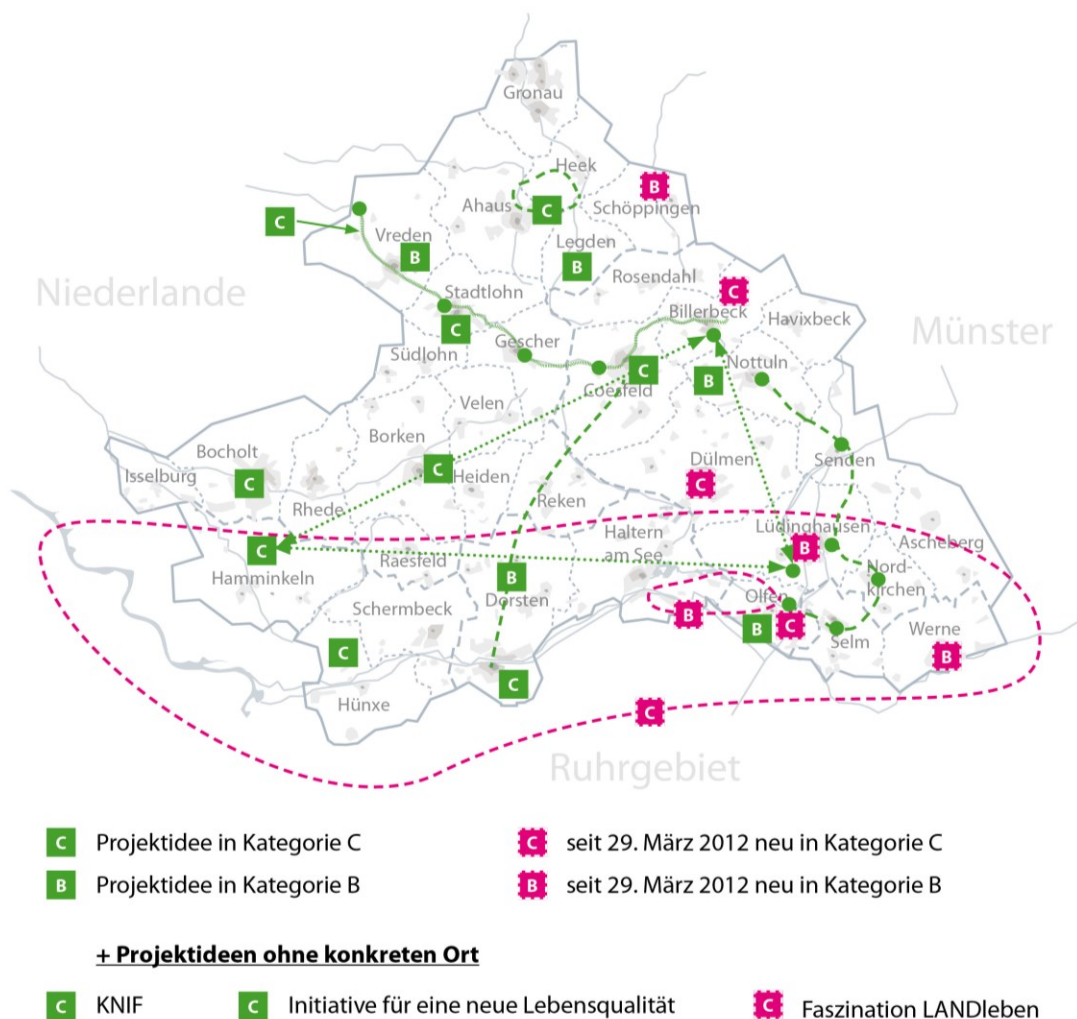 Gronau
Heek
B
Ahaus
C
Schöppingen
C
Vreden
B
Legden
B
Rosendahl
Niederlande
Stadtlohn
C
C
Billerbeck
Havixbeck
Münster
Südlohn
Gescher
Nottuln
C
B
Coesfeld
Velen
Borken
Bocholt
Isselburg
C
C
Heiden
Dülmen
C
Senden
Rhede
Reken
Haltern
am See
Lüdinghausen
B
Ascheberg
C
Hamminkeln
Raesfeld
Nord-
kirchen
B
Dorsten
Schermbeck
Olfen
B
B
C
Selm
Werne
B
C
C
Hünxe
C
Ruhrgebiet
C Projektidee in Kategorie C
C seit 29. März 2012 neu in Kategorie C
B Projektidee in Kategorie B
B seit 29. März 2012 neu in Kategorie B
+ Projektideen ohne konkreten Ort
C KNIF
C Initiative für eine neue Lebensqualität
C Faszination LANDleben